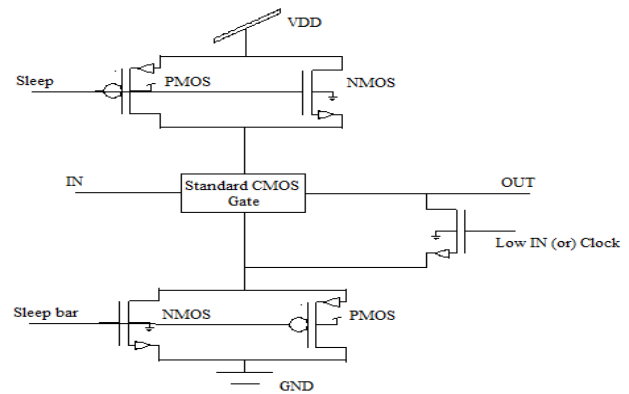 VDD
Sleep
PMOS
NMOS
IN
Standard CMOS
Gate
OUT
Low IN (or) Clock
Sleep bar
NMOS
PMOS
GND